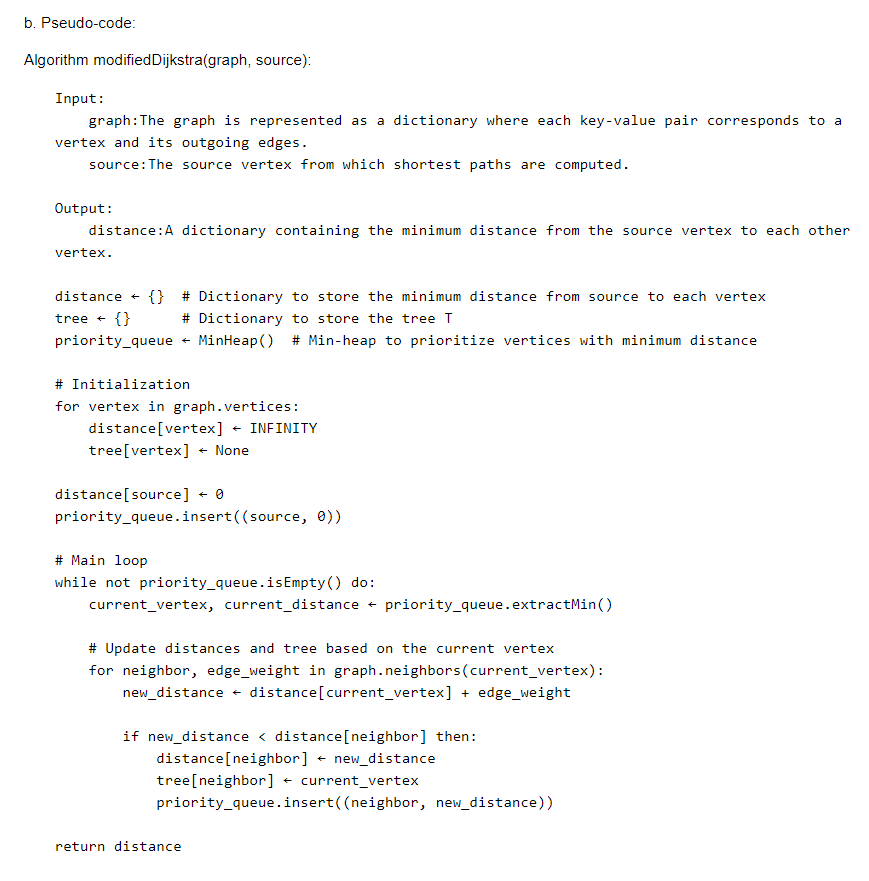 b. Pseudo-code:
Algorithm modifiedDijkstra(graph, source):
Input:
graph:The graph is represented as a dictionary where each key-value pair corresponds to a
vertex and its outgoing edges.
source:The source vertex from which shortest paths are computed.
Output:
distance:A dictionary containing the minimum distance from the source vertex to each other
vertex.
distance ← {}  # Dictionary to store the minimum distance from source to each vertex
tree ← {}      # Dictionary to store the tree T
priority_queue ← MinHeap()  # Min-heap to prioritize vertices with minimum distance
# Initialization
for vertex in graph.vertices:
distance[vertex] ← INFINITY
tree[vertex] ← None
distance[source] ← 0
priority_queue.insert((source, 0))
# Main loop
while not priority_queue.isEmpty() do:
current_vertex, current_distance ← priority_queue.extractMin()
# Update distances and tree based on the current vertex
for neighbor, edge_weight in graph.neighbors(current_vertex):
new_distance ← distance[current_vertex] + edge_weight
if new_distance < distance[neighbor] then:
distance[neighbor] ← new_distance
tree[neighbor] ← current_vertex
priority_queue.insert((neighbor, new_distance))
return distance